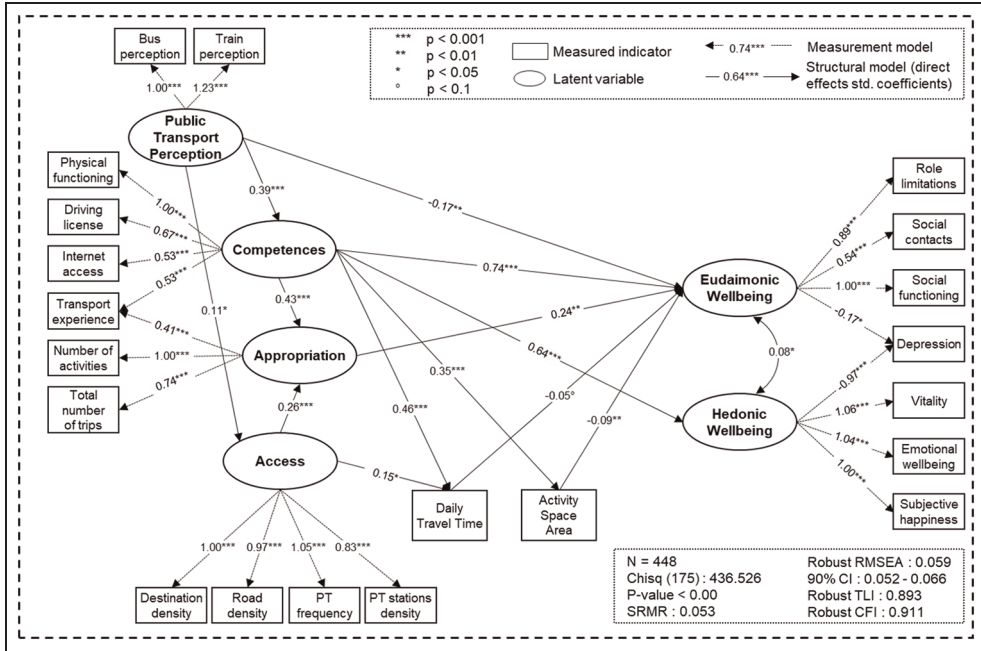 Bus
perception
Train
perception
*** p < 0.001
** p < 0.01
* p < 0.05
° p < 0.1
Measured indicator
Latent variable
0.74***
Measurement model
0.64***
Structural model (direct
effects std. coefficients)
1.00***
1.23***
Public
Transport
Perception
Physical
functioning
Driving
license
Internet
access
Transport
experience
Number of
activities
Total
number
of trips
1.00***
0.67***
0.53***
0.53***
0.41***
1.00***
0.74***
0.39***
-0.17**
Competences
0.11*
0.43***
0.74***
Appropriation
0.24**
0.64***
0.35***
0.46***
0.26***
-0.05°
-0.09**
Access
0.15*
Daily
Travel Time
Activity
Space
Area
Eudaimonic
Wellbeing
0.08*
Hedonic
Wellbeing
0.89***
0.54***
1.00***
-0.17*
-0.97***
1.06***
1.04***
1.00***
Role
limitations
Social
contacts
Social
functioning
Depression
Vitality
Emotional
wellbeing
Subjective
happiness
1.00***
0.97***
1.05***
0.83***
Destination
density
Road
density
PT
frequency
PT stations
density
N = 448
Chisq (175) : 436.526
P-value < 0.00
SRMR : 0.053
Robust RMSEA : 0.059
90% CI : 0.052 - 0.066
Robust TLI : 0.893
Robust CFI : 0.911